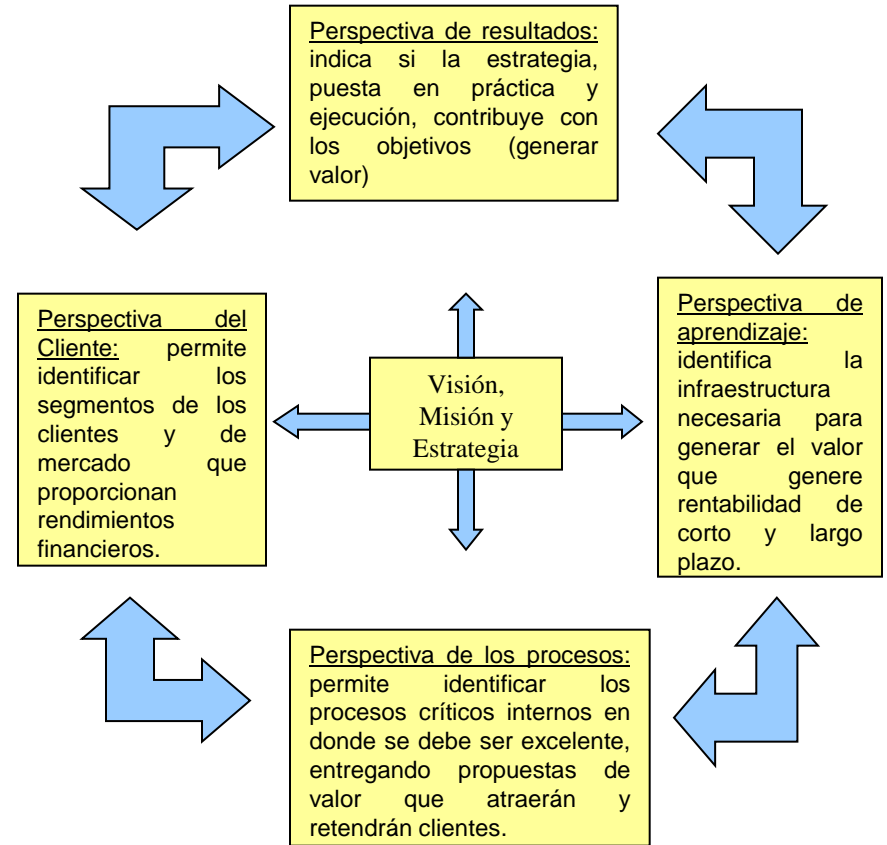 Perspectiva de resultados:
indica si la estrategia,
puesta en práctica y
ejecución, contribuye con
los objetivos (generar
valor)
Perspectiva del
Cliente: permite
identificar los
segmentos de los
clientes y de
mercado que
proporcionan
rendimientos
financieros.
Visión,
Misión y
Estrategia
Perspectiva de
aprendizaje:
identifica la
infraestructura
necesaria para
generar el valor
que genere
rentabilidad de
corto y largo
plazo.
Perspectiva de los procesos:
permite identificar los
procesos críticos internos en
donde se debe ser excelente,
entregando propuestas de
valor que atraerán y
retendrán clientes.